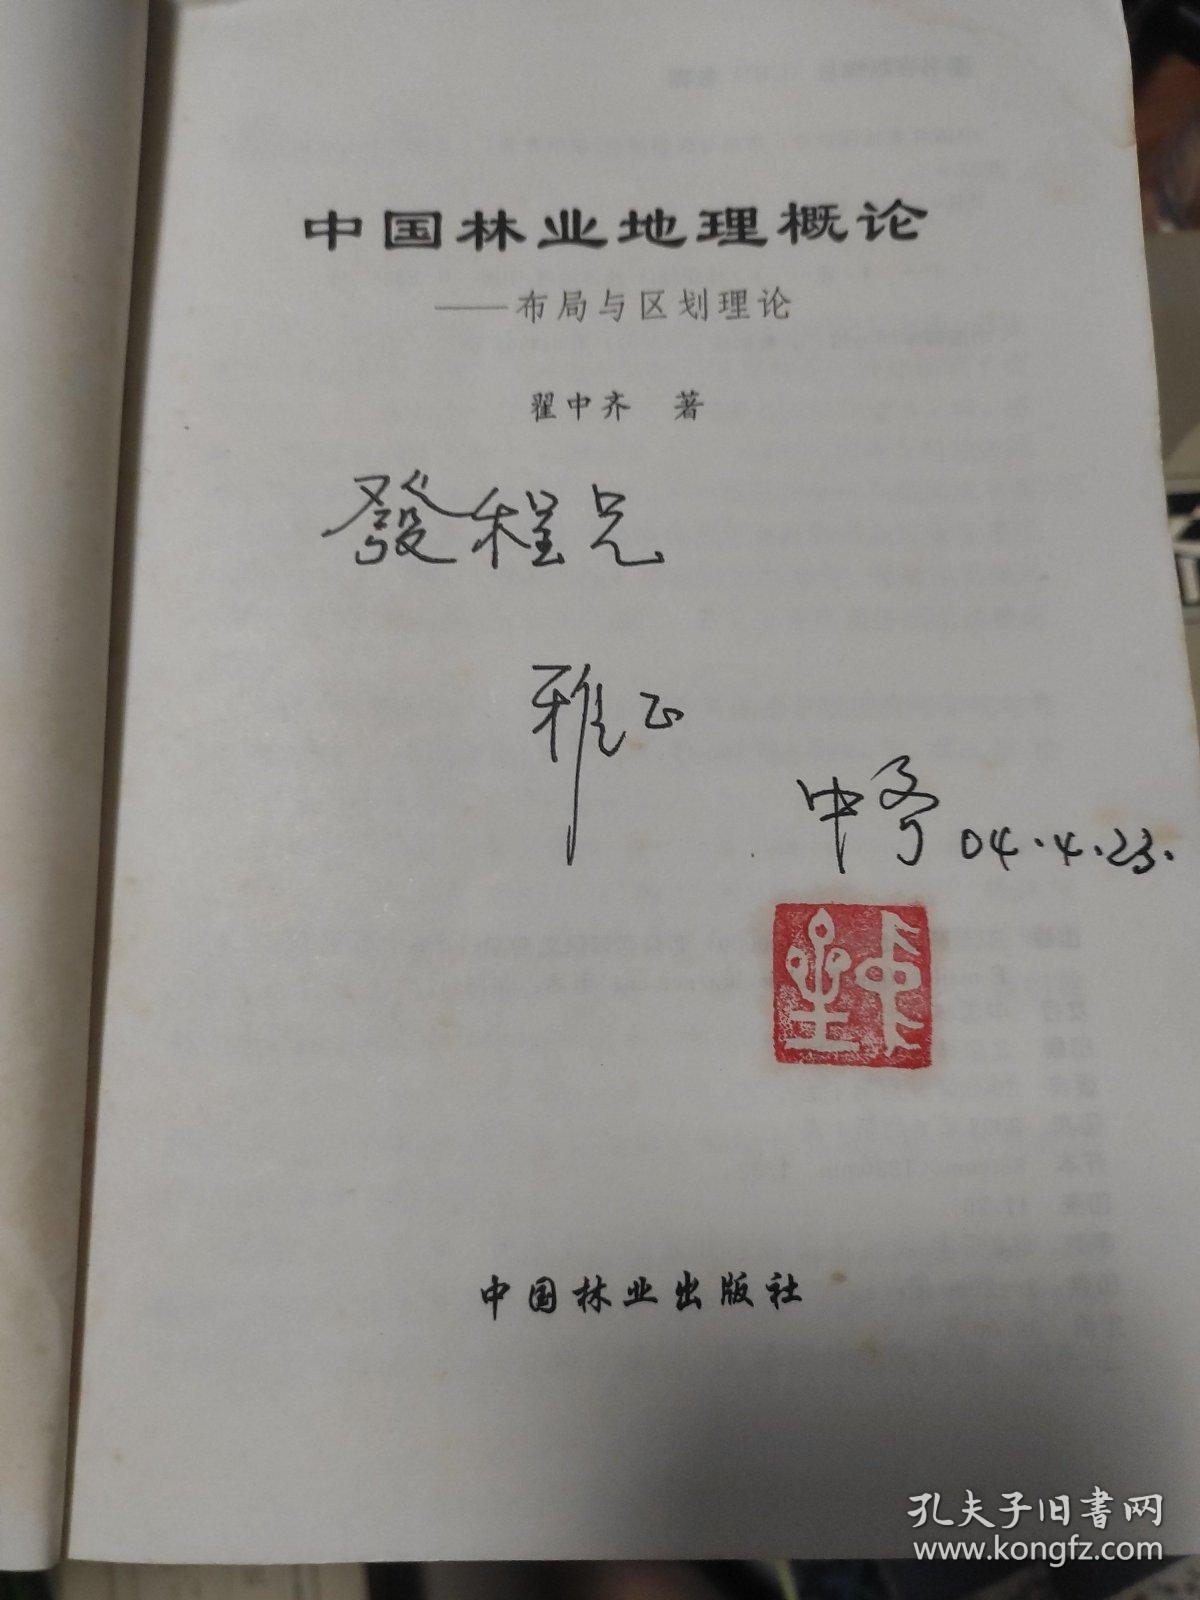 中国林业地理概论
——布局与区划理论
翟中齐 著
發程兄
雅正
中齐 04.4.23.
中国林业出版社
孔夫子旧书网
www.kongfz.com